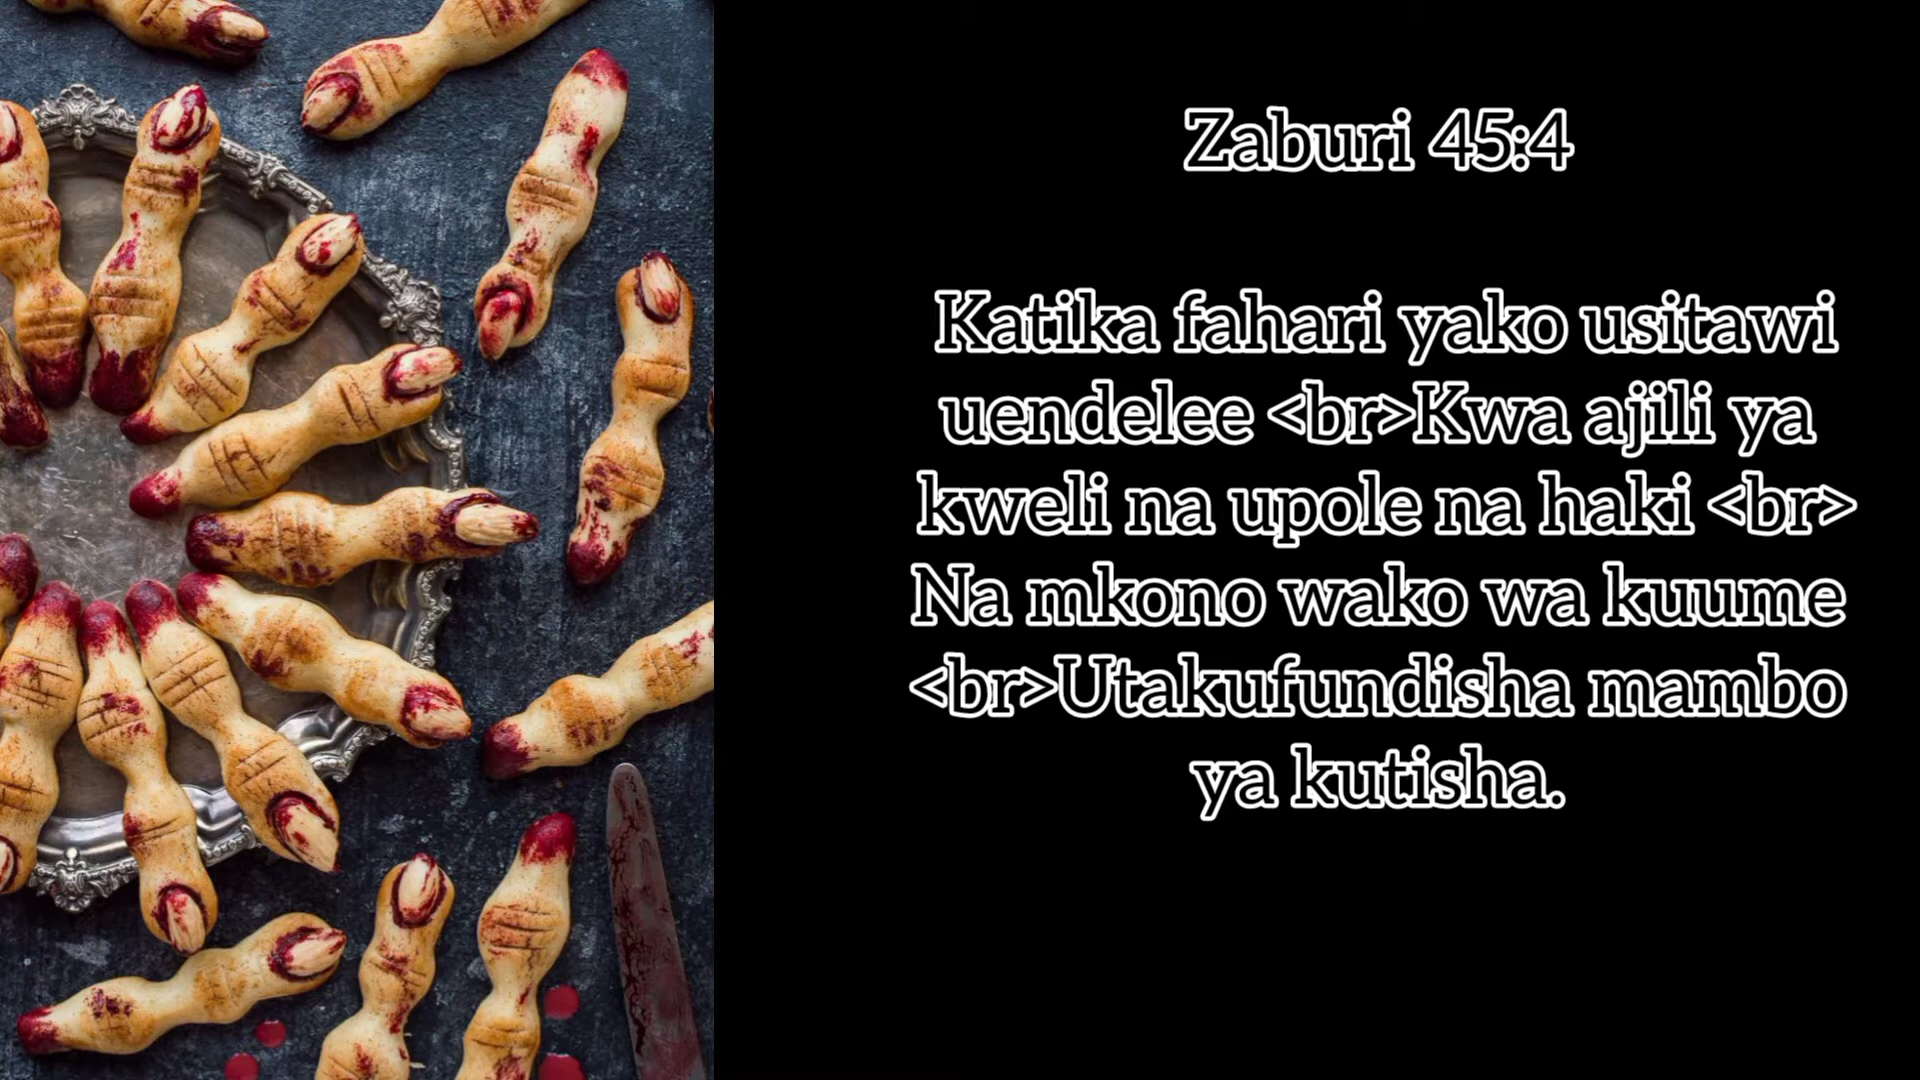 Zaburi 45:4
Katika fahari yako usitawi
uendelee <br>Kwa ajili ya
kweli na upole na haki <br>
Na mkono wako wa kuume
<br>Utakufundisha mambo
ya kutisha.